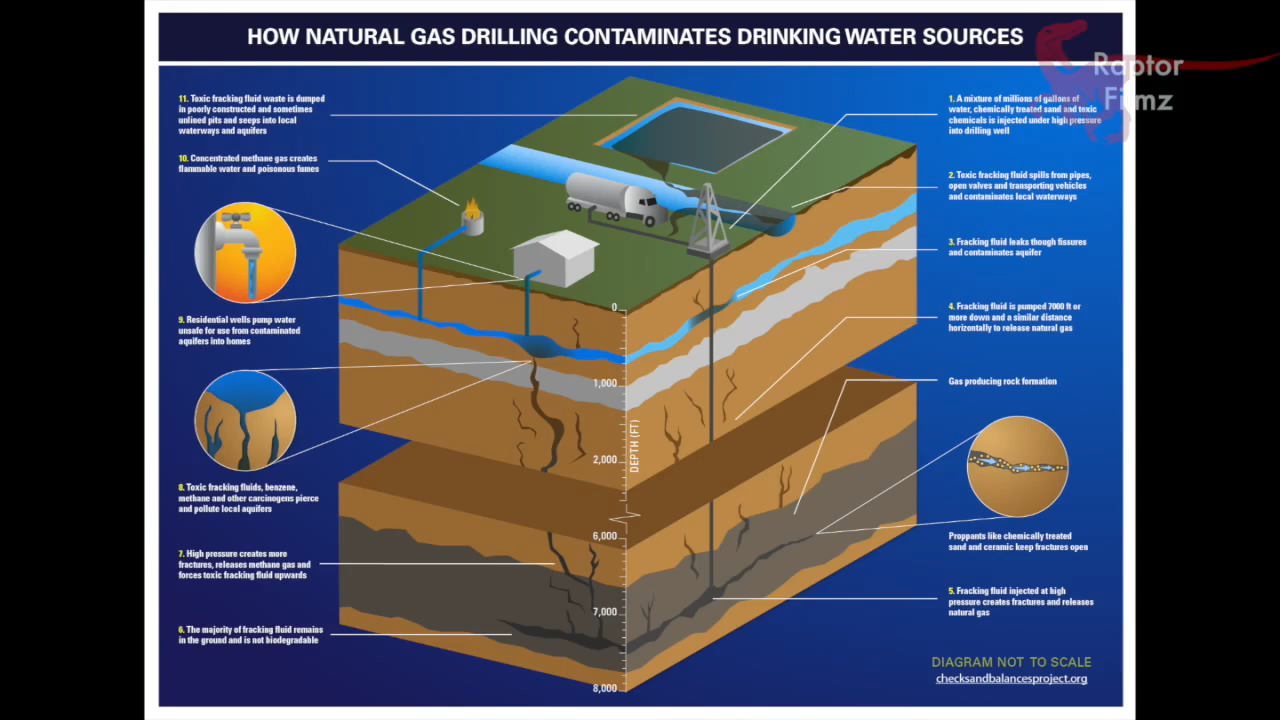 HOW NATURAL GAS DRILLING CONTAMINATES DRINKING WATER SOURCES
Raptor
Filmz
11. Toxic fracking fluid waste is dumped
in poorly constructed and sometimes
unlined pits and seeps into local
waterways and aquifers
10. Concentrated methane gas creates
flammable water and poisonous fumes
9. Residential wells pump water
unsafe for use from contaminated
aquifers into homes
8. Toxic fracking fluids, benzene,
methane and other carcinogens pierce
and pollute local aquifers
7. High pressure creates more
fractures, releases methane gas and
forces toxic fracking fluid upwards
6. The majority of fracking fluid remains
in the ground and is not biodegradable
0
1,000
2,000
6,000
7,000
8,000
DEPTH (FT)
1. A mixture of millions of gallons of
water, chemically treated sand and toxic
chemicals is injected under high pressure
into drilling well
2. Toxic fracking fluid spills from pipes,
open valves and transporting vehicles
and contaminates local waterways
3. Fracking fluid leaks though fissures
and contaminates aquifer
4. Fracking fluid is pumped 7000 ft or
more down and a similar distance
horizontally to release natural gas
Gas producing rock formation
Proppants like chemically treated
sand and ceramic keep fractures open
5. Fracking fluid injected at high
pressure creates fractures and releases
natural gas
DIAGRAM NOT TO SCALE
checksandbalancesproject.org